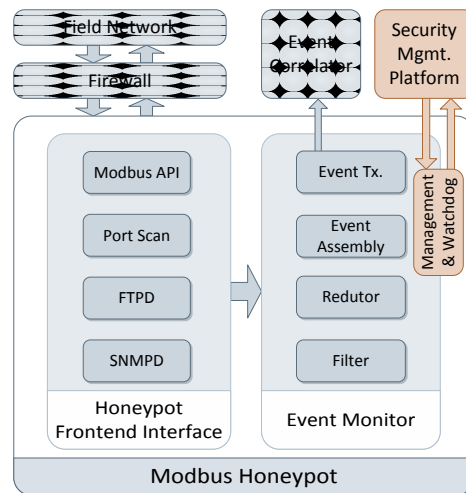 Field Network
Firewall
Event
Correlator
Security
Mgmt.
Platform
Modbus API
Port Scan
FTPD
SNMPD
Honeypot
Frontend Interface
Event Tx.
Event
Assembly
Redutor
Filter
Event Monitor
Management
& Watchdog
Modbus Honeypot